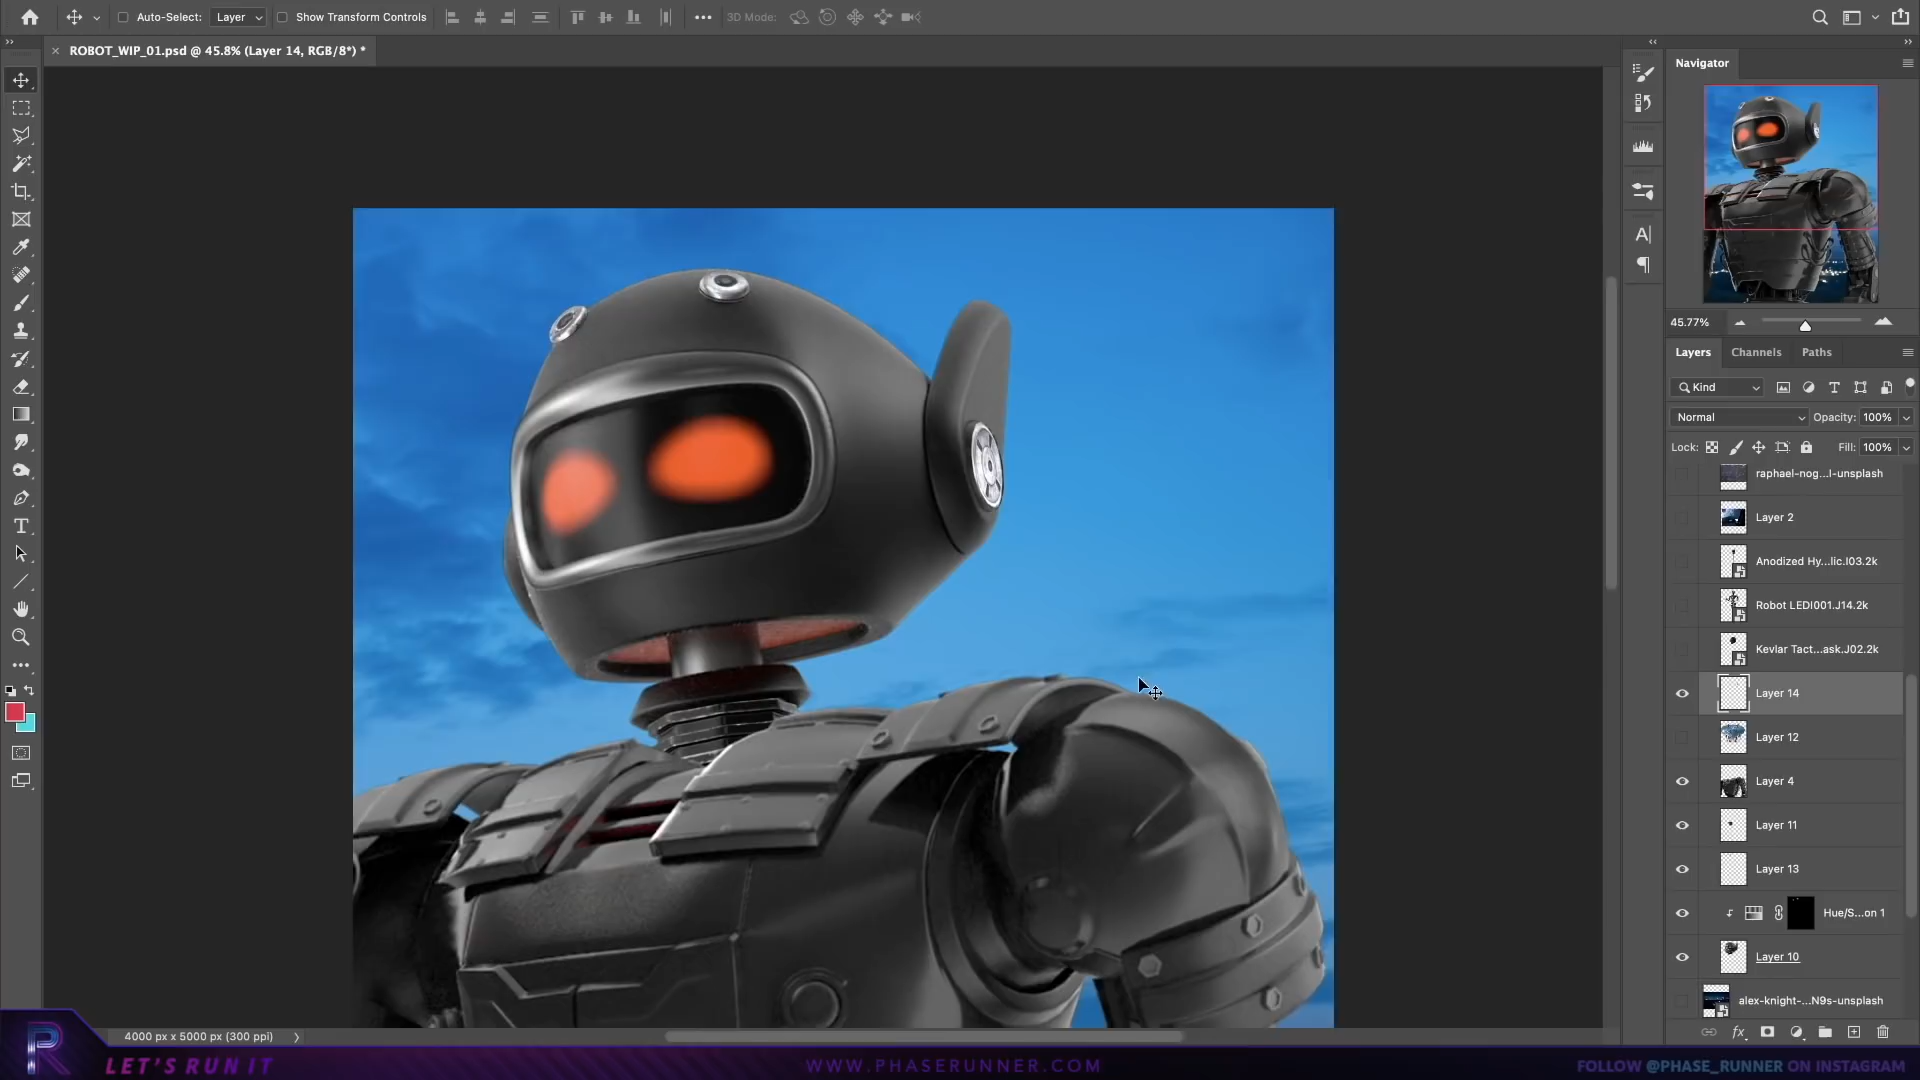 Auto-Select: Layer Show Transform Controls ••• 3D Mode:
ROBOT_WIP_01.psd @ 45.8% (Layer 14, RGB/8*) *
Navigator
45.77%
Layers Channels Paths
Kind
Normal Opacity: 100%
Lock: Fill: 100%
raphael-nog...l-unsplash
Layer 2
Anodized Hy...lic.I03.2k
Robot LEDI001.J14.2k
Kevlar Tact...ask.J02.2k
Layer 14
Layer 12
Layer 4
Layer 11
Layer 13
Hue/S...on 1
Layer 10
alex-knight-...N9s-unsplash
4000 px x 5000 px (300 ppi)
LET'S RUN IT
WWW.PHASERUNNER.COM
FOLLOW @PHASE_RUNNER ON INSTAGRAM